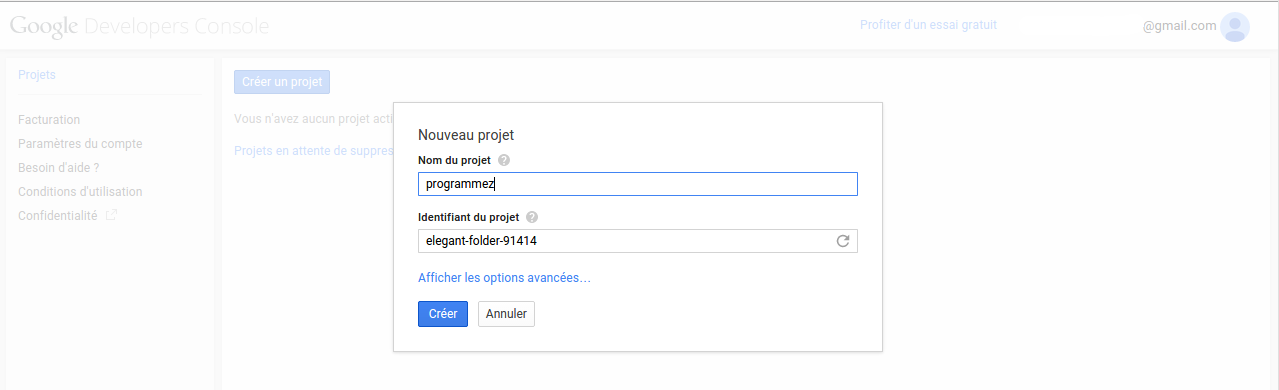 Google Developers Console
Profiter d'un essai gratuit
@gmail.com
Projets
Facturation
Paramètres du compte
Besoin d'aide ?
Conditions d'utilisation
Confidentialité
Créer un projet
Vous n'avez aucun projet acti
Projets en attente de suppres
Nouveau projet
Nom du projet ?
programmez
Identifiant du projet ?
elegant-folder-91414
Afficher les options avancées…
Créer
Annuler